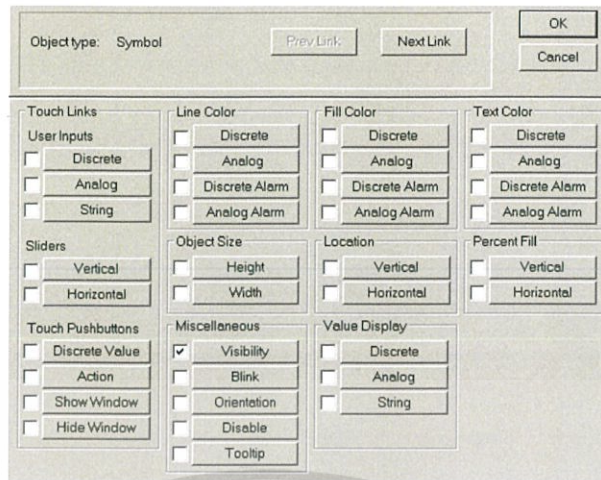 Object type: Symbol
Prev Link
Next Link
OK
Cancel
Touch Links
User Inputs
Discrete
Analog
String
Sliders
Vertical
Horizontal
Touch Pushbuttons
Discrete Value
Action
Show Window
Hide Window
Line Color
Discrete
Analog
Discrete Alarm
Analog Alarm
Object Size
Height
Width
Miscellaneous
Visibility
Blink
Orientation
Disable
Tooltip
Fill Color
Discrete
Analog
Discrete Alarm
Analog Alarm
Location
Vertical
Horizontal
Value Display
Discrete
Analog
String
Text Color
Discrete
Analog
Discrete Alarm
Analog Alarm
Percent Fill
Vertical
Horizontal